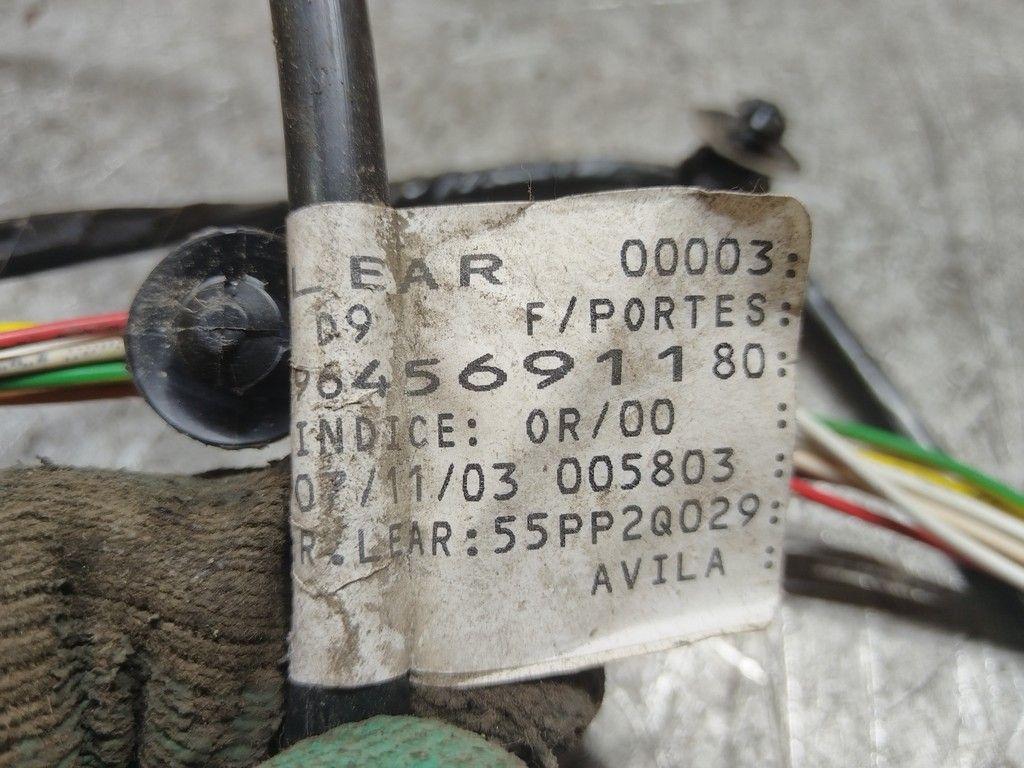 LEAR 00003:
D9 F/PORTES:
9645691180:
INDICE: 0R/00 :
07/11/03 005803 :
R.LEAR:55PP2Q029:
AVILA :